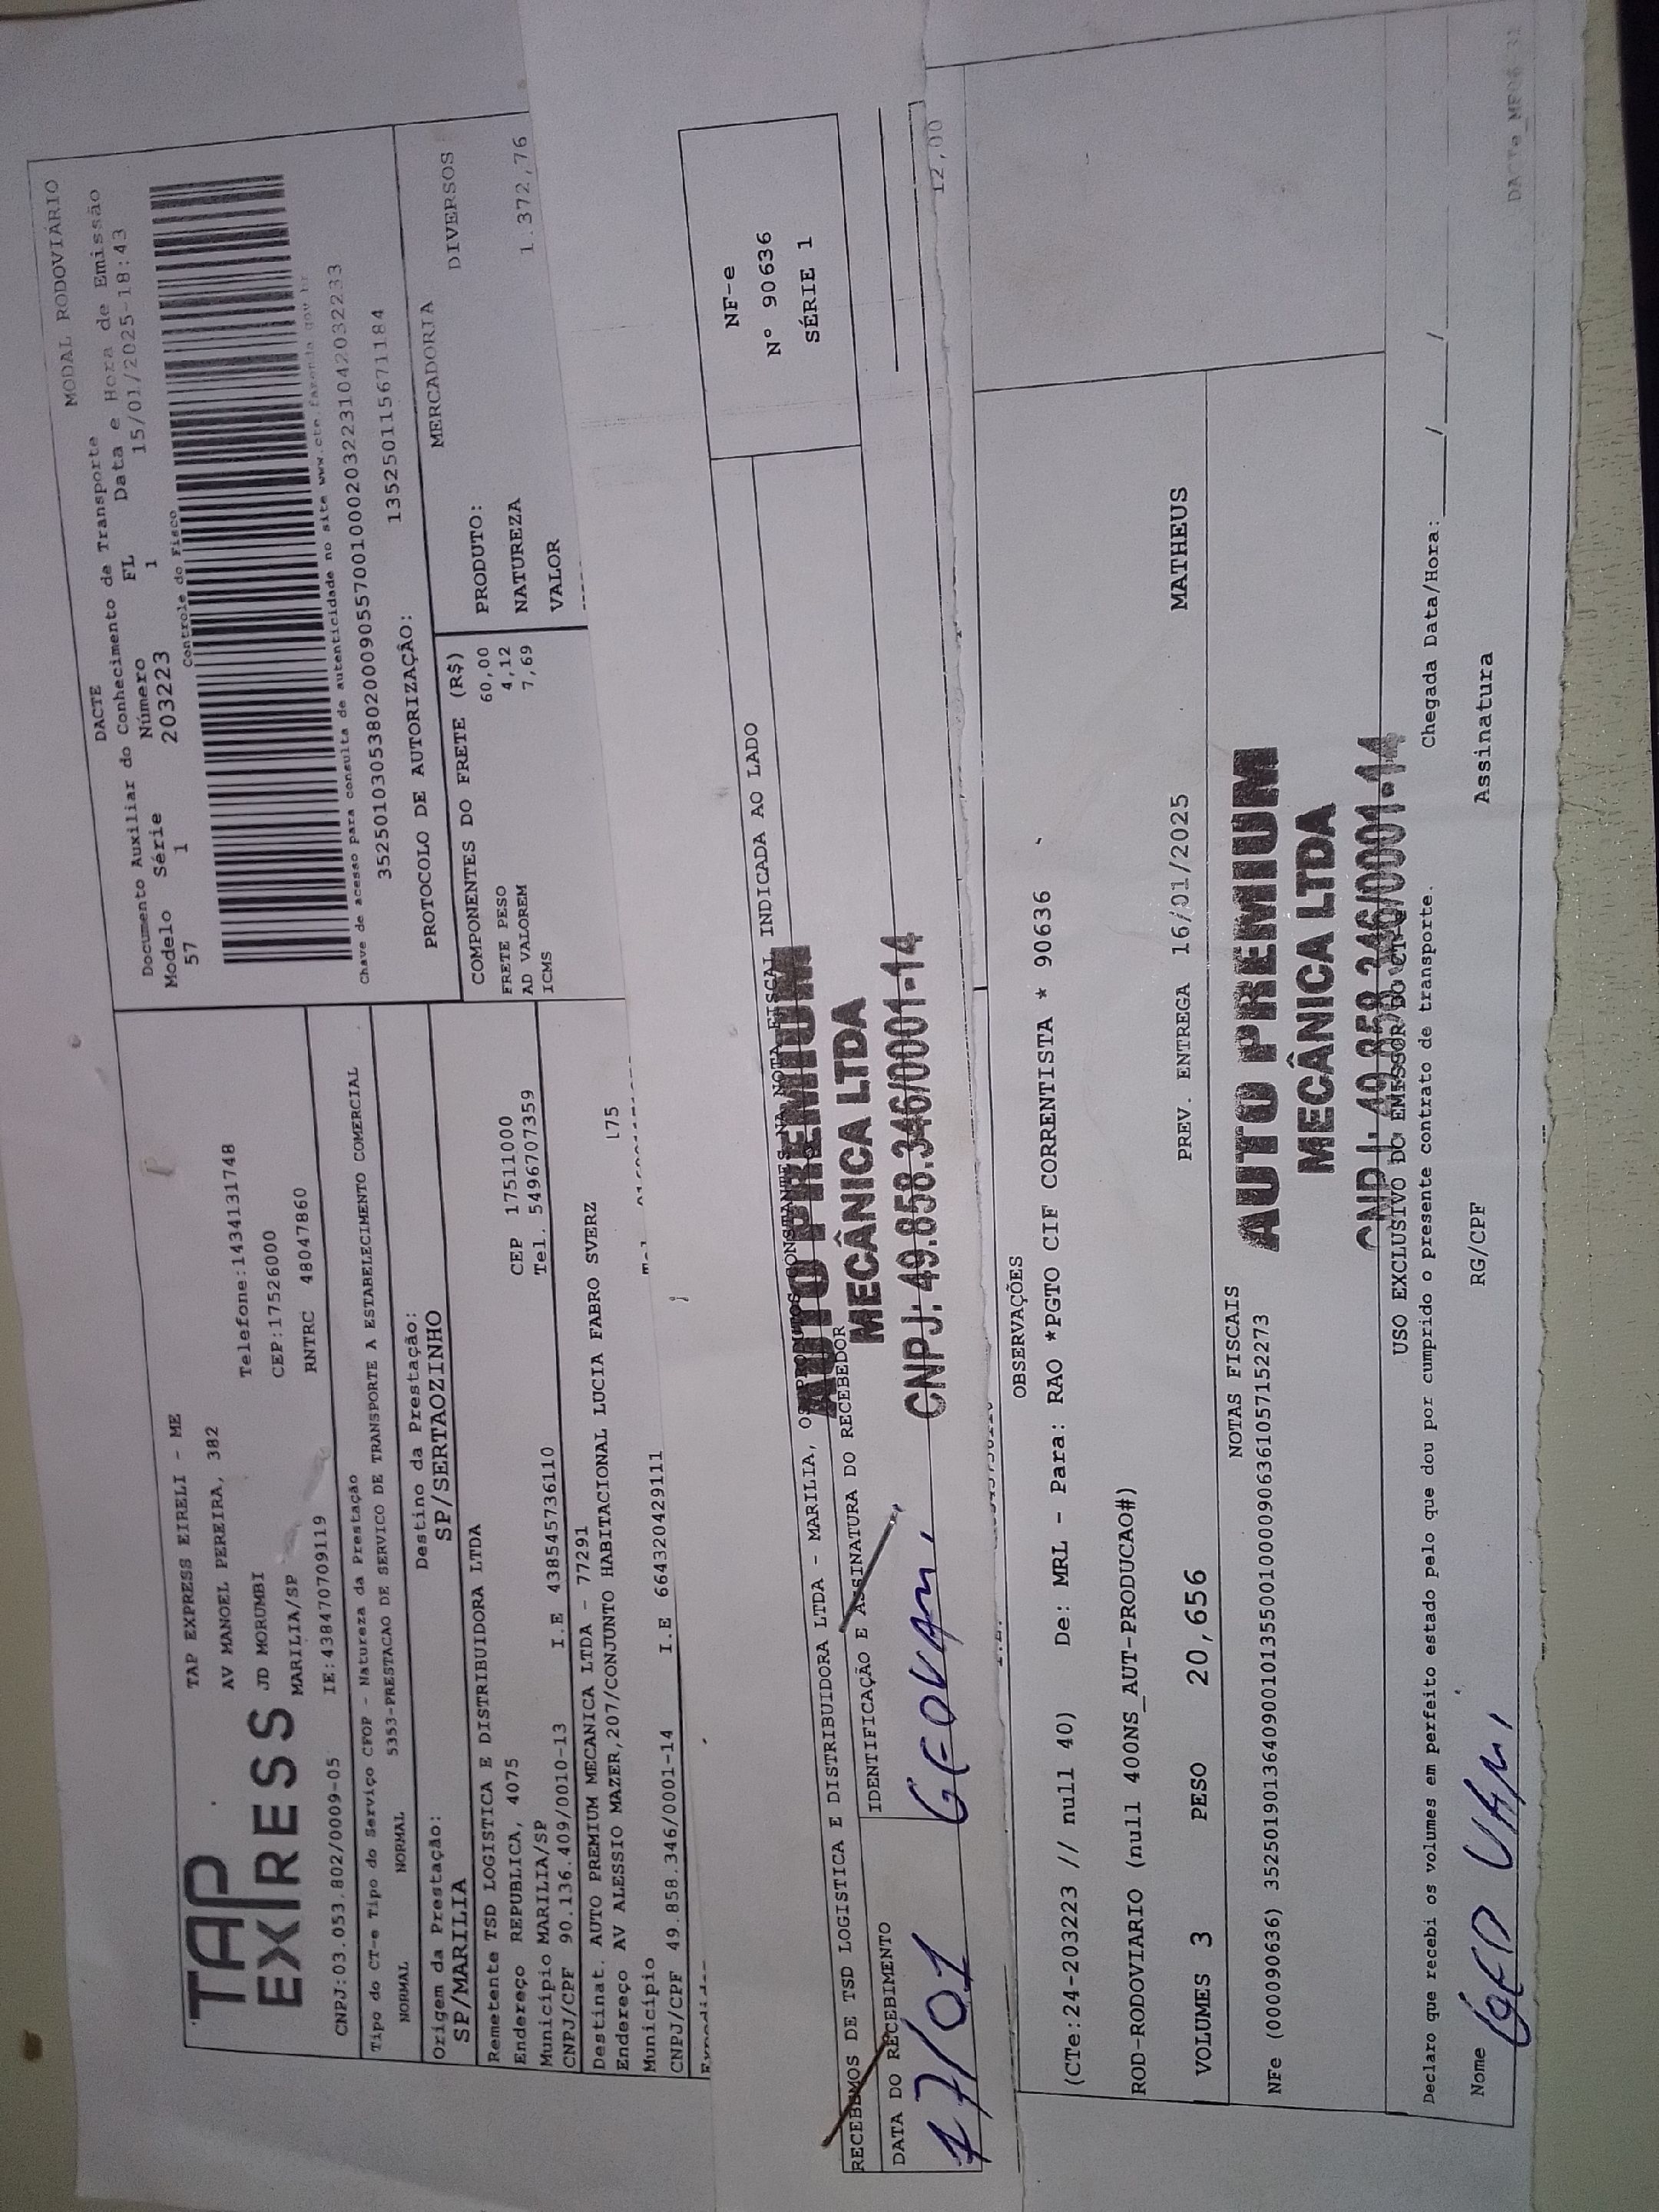 MODAL RODOVIÁRIO
DACTE
Documento Auxiliar do Conhecimento de Transporte
Modelo Série Número FL Data e Hora de Emissão
57 1 203223 1 15/01/2025-18:43
Controle do Fisco
Chave de acesso para consulta de autenticidade no site www.cte.fazenda.gov.br
35250103053802000905570010002032231042032233
PROTOCOLO DE AUTORIZAÇÃO: 135250115671184
TAP EXPRESS
TAP EXPRESS EIRELI - ME
AV MANOEL PEREIRA, 382
JD MORUMBI Telefone:1434131748
MARILIA/SP CEP:17526000
CNPJ:03.053.802/0009-05 IE:438470709119 RNTRC 48047860
Tipo do CT-e Tipo do Serviço CFOP - Natureza da Prestação
NORMAL NORMAL 5353-PRESTACAO DE SERVICO DE TRANSPORTE A ESTABELECIMENTO COMERCIAL
Origem da Prestação: Destino da Prestação:
SP/MARILIA SP/SERTAOZINHO
Remetente TSD LOGISTICA E DISTRIBUIDORA LTDA
Endereço REPUBLICA, 4075 CEP 17511000
Município MARILIA/SP Tel. 5496707359
CNPJ/CPF 90.136.409/0010-13 I.E 438545736110
Destinat. AUTO PREMIUM MECANICA LTDA - 77291
Endereço AV ALESSIO MAZER,207/CONJUNTO HABITACIONAL LUCIA FABRO SVERZ 175
Município
CNPJ/CPF 49.858.346/0001-14 I.E 664320429111
COMPONENTES DO FRETE (R$)
FRETE PESO 60,00
AD VALOREM 4,12
ICMS 7,69
MERCADORIA
PRODUTO: DIVERSOS
NATUREZA
VALOR 1.372,76
RECEBEMOS DE TSD LOGISTICA E DISTRIBUIDORA LTDA - MARILIA, OS PRODUTOS CONSTANTES NA NOTA FISCAL INDICADA AO LADO
DATA DO RECEBIMENTO IDENTIFICAÇÃO E ASSINATURA DO RECEBEDOR
17/01 GEOVANI
AUTO PREMIUM
MECÂNICA LTDA
CNPJ: 49.858.346/0001-14
NF-e
Nº 90636
SÉRIE 1
12,00
OBSERVAÇÕES
(CTe:24-203223 // null 40) De: MRL - Para: RAO *PGTO CIF CORRENTISTA * 90636
ROD-RODOVIARIO (null 400NS_AUT-PRODUCAO#)
VOLUMES 3 PESO 20,656 PREV. ENTREGA 16/01/2025 MATHEUS
NOTAS FISCAIS
NFe (000090636) 35250190136409001013550010000906361057152273
AUTO PREMIUM
MECÂNICA LTDA
CNPJ: 49.858.346/0001-14
USO EXCLUSIVO DO EMISSOR DO CT-e
Declaro que recebi os volumes em perfeito estado pelo que dou por cumprido o presente contrato de transporte. Chegada Data/Hora: ____/____/
Nome GEOVANI RG/CPF Assinatura